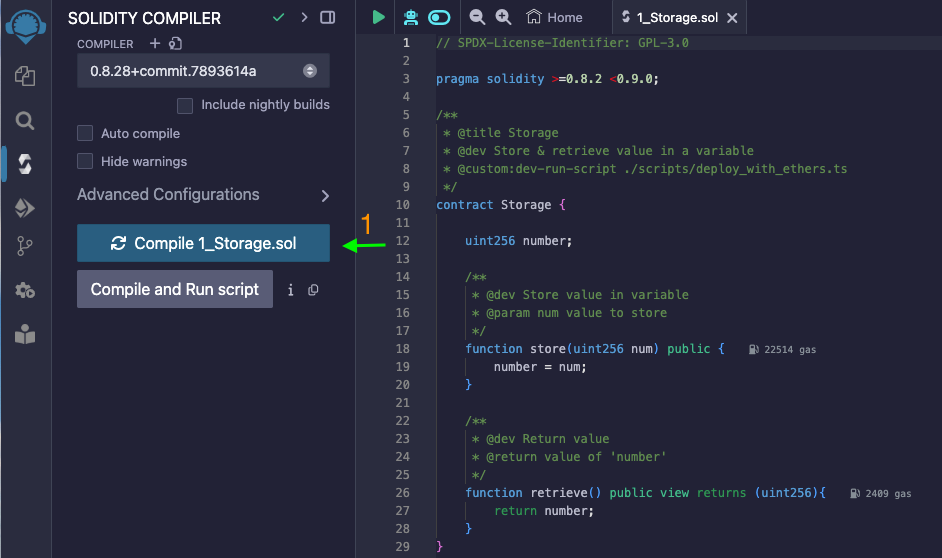 SOLIDITY COMPILER
COMPILER
0.8.28+commit.7893614a
Include nightly builds
Auto compile
Hide warnings
Advanced Configurations
1
Compile 1_Storage.sol
Compile and Run script
Home
1_Storage.sol
1 // SPDX-License-Identifier: GPL-3.0
2
3 pragma solidity >=0.8.2 <0.9.0;
4
5 /**
6 * @title Storage
7 * @dev Store & retrieve value in a variable
8 * @custom:dev-run-script ./scripts/deploy_with_ethers.ts
9 */
10 contract Storage {
11
12 uint256 number;
13
14 /**
15 * @dev Store value in variable
16 * @param num value to store
17 */
18 function store(uint256 num) public { 22514 gas
19 number = num;
20 }
21
22 /**
23 * @dev Return value
24 * @return value of 'number'
25 */
26 function retrieve() public view returns (uint256){ 2409 gas
27 return number;
28 }
29 }